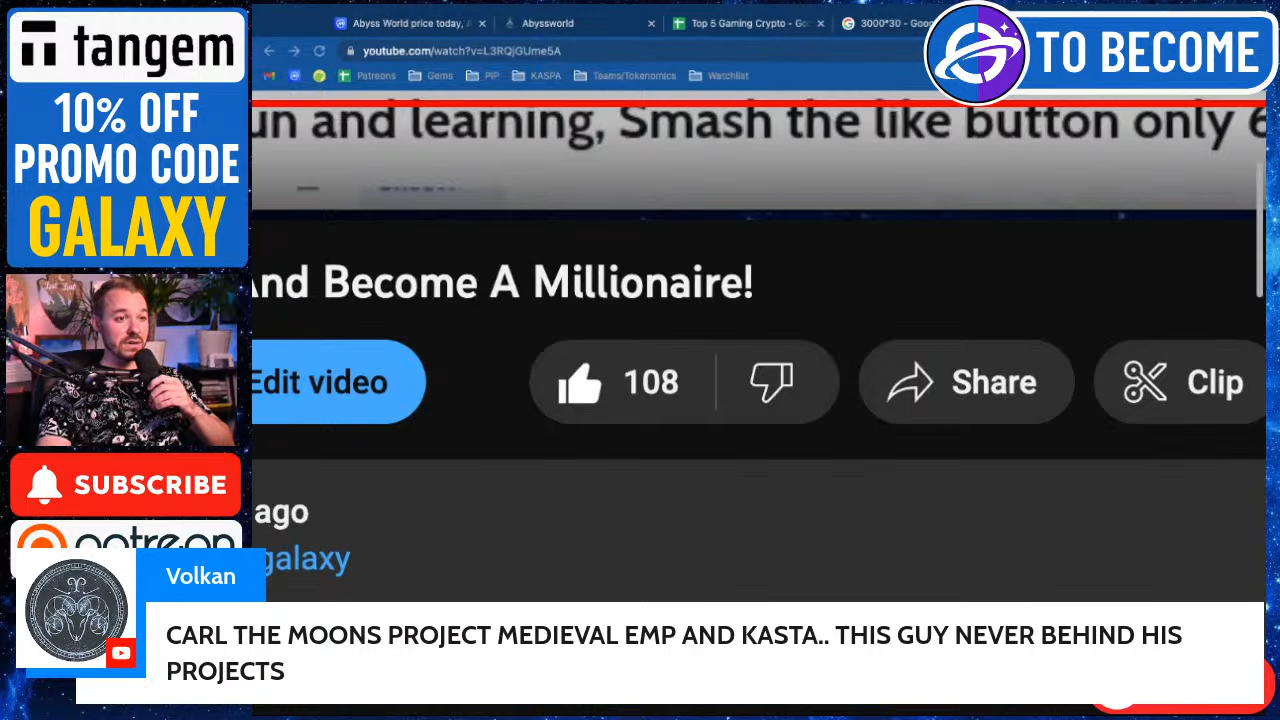 tangem
10% OFF
PROMO CODE
GALAXY
SUBSCRIBE
patreon
Abyss World price today,
Abyssworld
Top 5 Gaming Crypto - Go
3000*30 - Goog
youtube.com/watch?v=L3RQjGUme5A
Patreons
Gems
PIP
KASPA
Teams/Tokenomics
Watchlist
TO BECOME
un and learning, Smash the like button only 6
And Become A Millionaire!
Edit video
108
Share
Clip
ago
galaxy
Volkan
CARL THE MOONS PROJECT MEDIEVAL EMP AND KASTA.. THIS GUY NEVER BEHIND HIS
PROJECTS